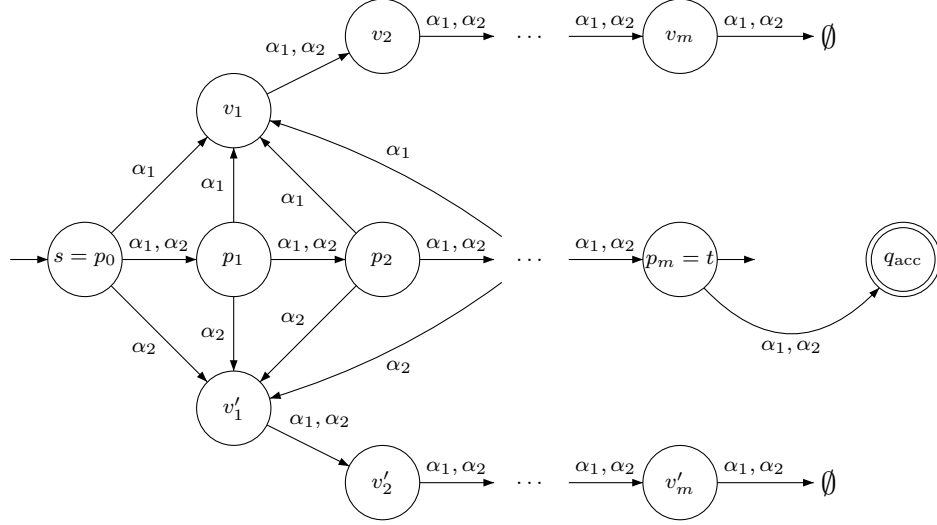 α₁, α₂ α₁, α₂ α₁, α₂
v₂ ⋯ vₘ ∅
α₁, α₂
v₁
α₁
α₁ α₁ α₁
α₁, α₂ α₁, α₂ α₁, α₂ α₁, α₂
s = p₀ p₁ p₂ ⋯ pₘ = t q_acc
α₂ α₂ α₂
α₁, α₂
α₂
v′₁
α₁, α₂
α₁, α₂ α₁, α₂ α₁, α₂
v′₂ ⋯ v′ₘ ∅